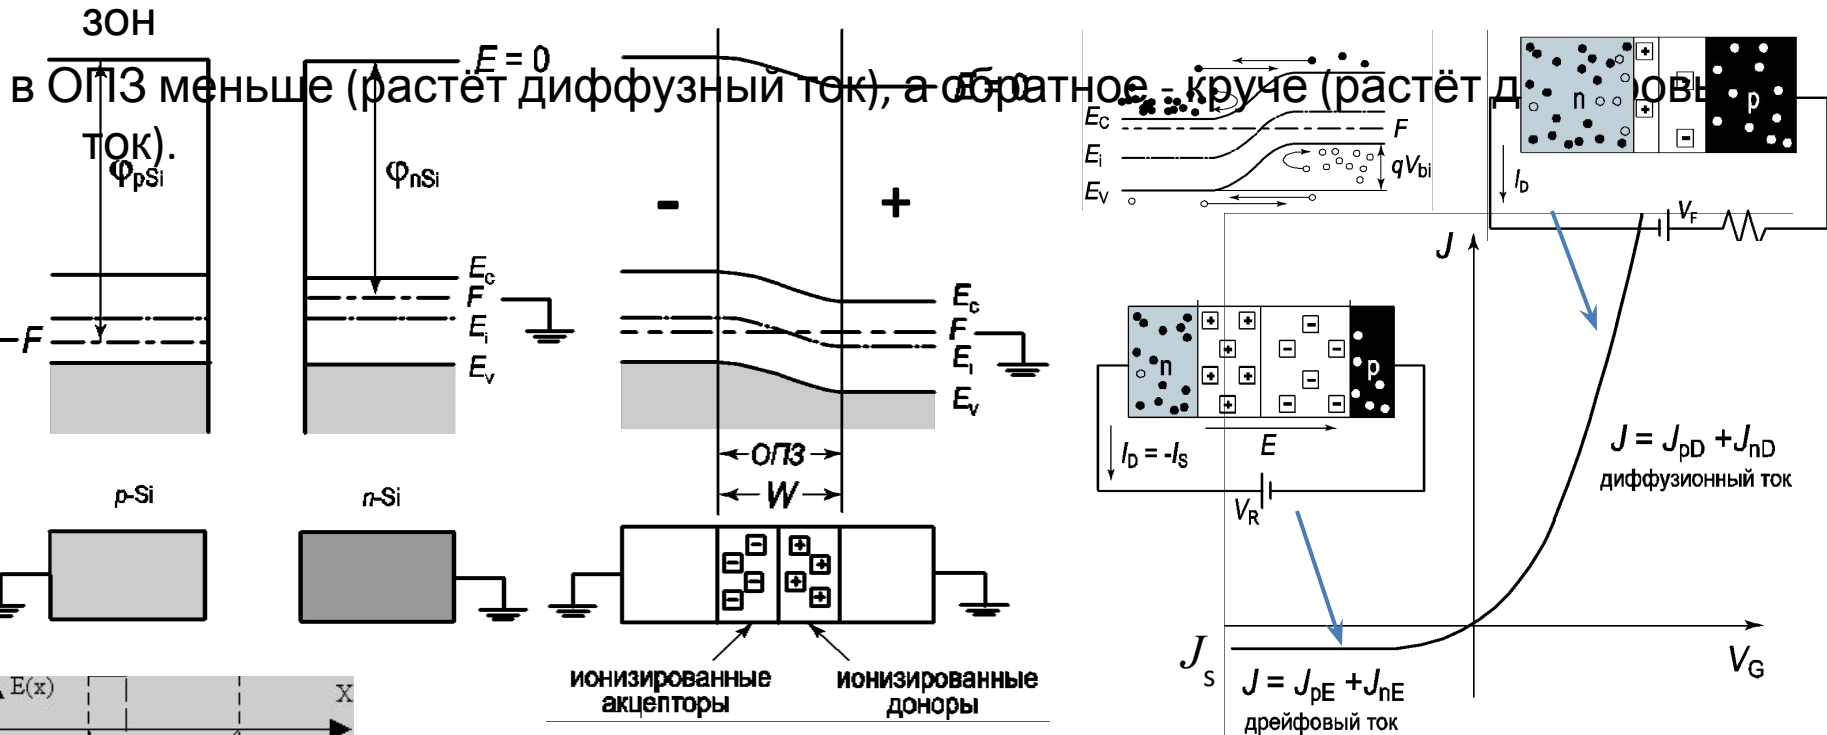 зон
в ОПЗ меньше (растёт диффузный ток), а обратное - круче (растёт
ток).
E = 0
E = 0
φpSi
φnSi
Ec
F
Ei
Ev
F
-
+
Ec
F
Ei
Ev
ОПЗ
W
p-Si
n-Si
ионизированные
акцепторы
ионизированные
доноры
E(x)
X
EC
Ei
EV
F
qVbi
n
p
ID
VF
J
n
p
E
ID = -IS
VR
J = JpD +JnD
диффузионный ток
VG
Js
J = JpE +JnE
дрейфовый ток